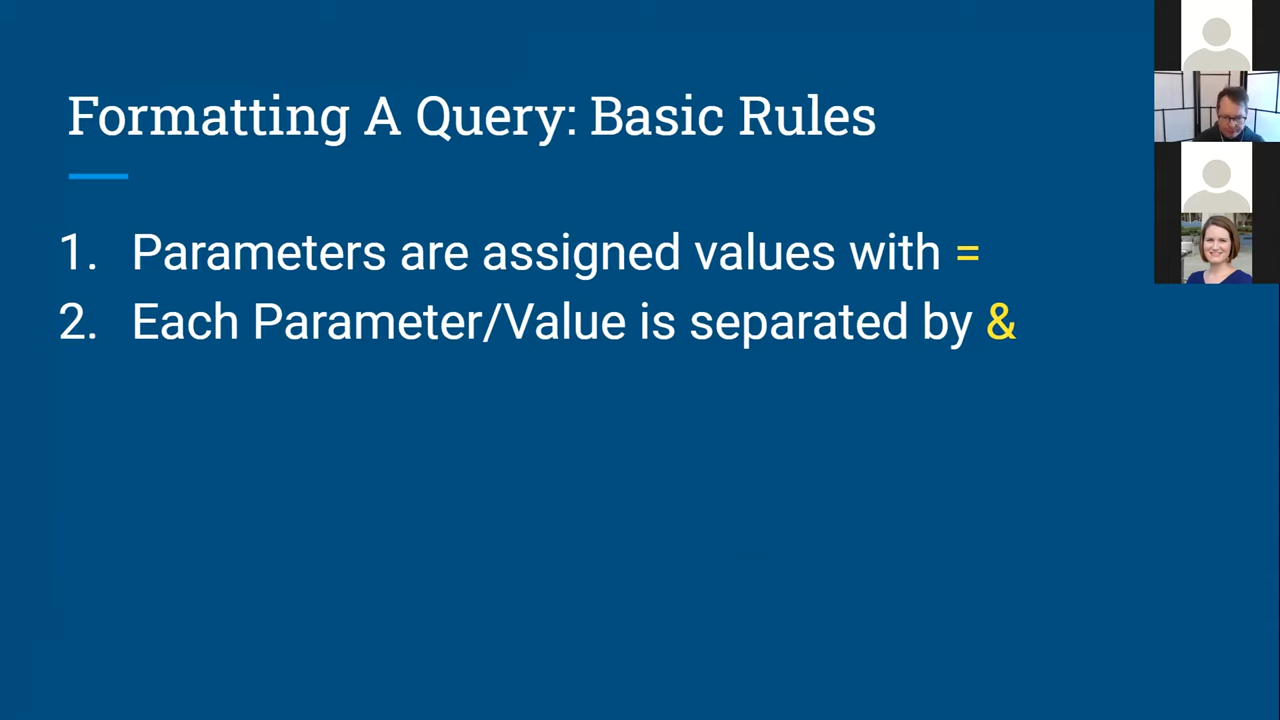 Formatting A Query: Basic Rules
1. Parameters are assigned values with =
2. Each Parameter/Value is separated by &